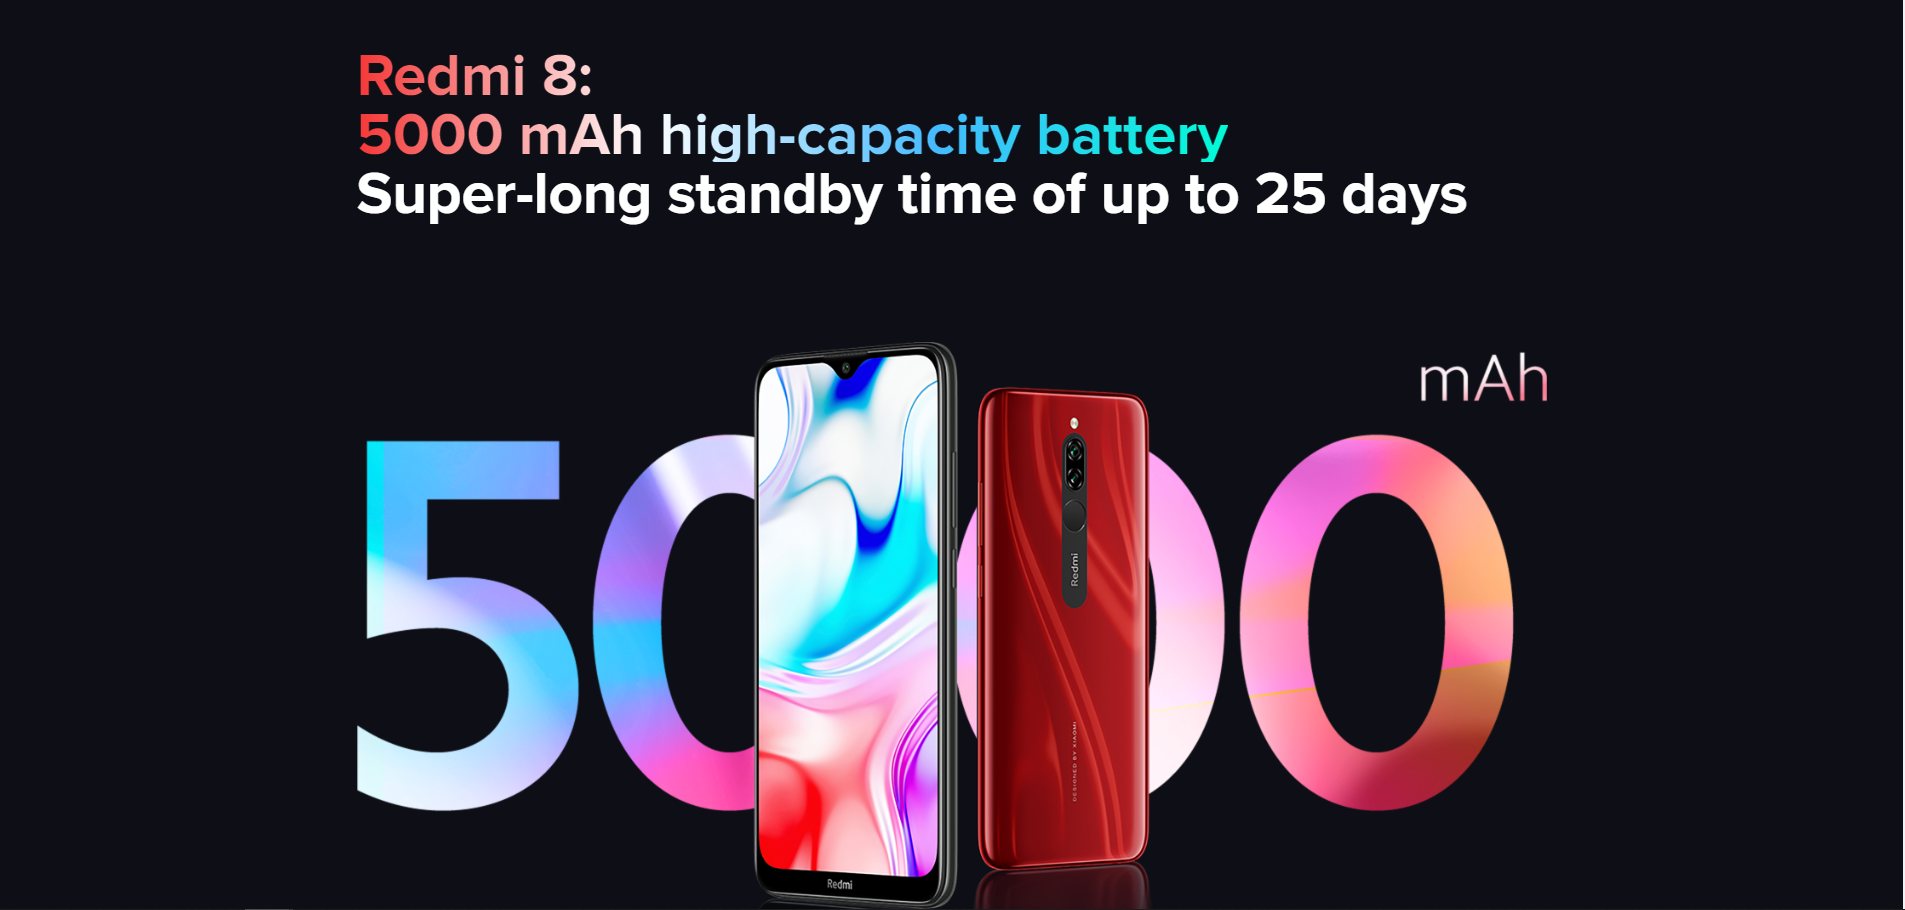 Redmi 8:
5000 mAh high-capacity battery
Super-long standby time of up to 25 days
mAh
5000
Redmi
DESIGNED BY XIAOMI
Redmi